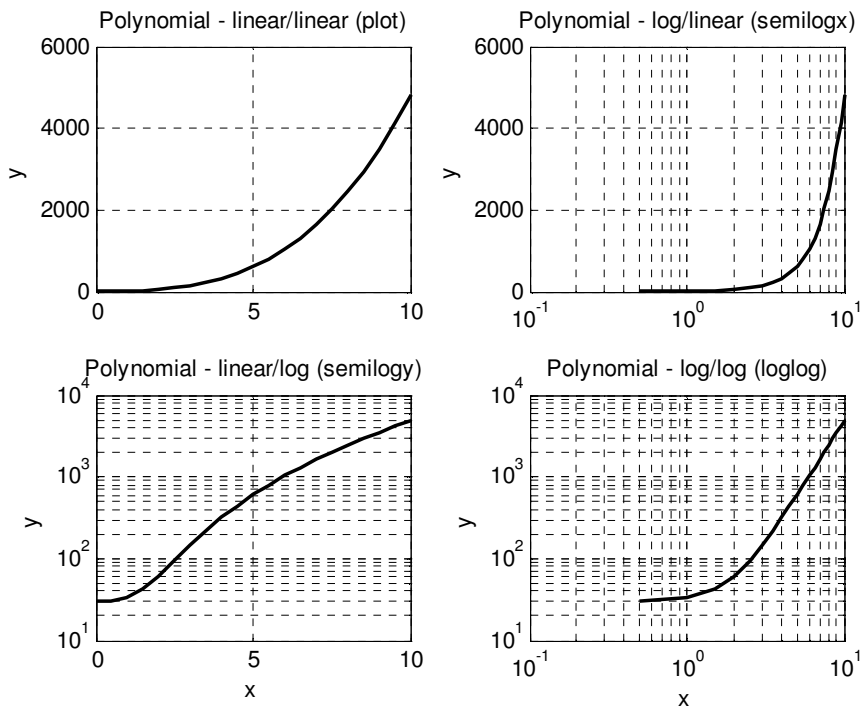 Polynomial - linear/linear (plot)
6000
4000
2000
0
y
0
5
10
Polynomial - log/linear (semilogx)
6000
4000
2000
0
y
10^-1
10^0
10^1
Polynomial - linear/log (semilogy)
10^4
10^3
10^2
10^1
y
0
5
10
x
Polynomial - log/log (loglog)
10^4
10^3
10^2
10^1
y
10^-1
10^0
10^1
x